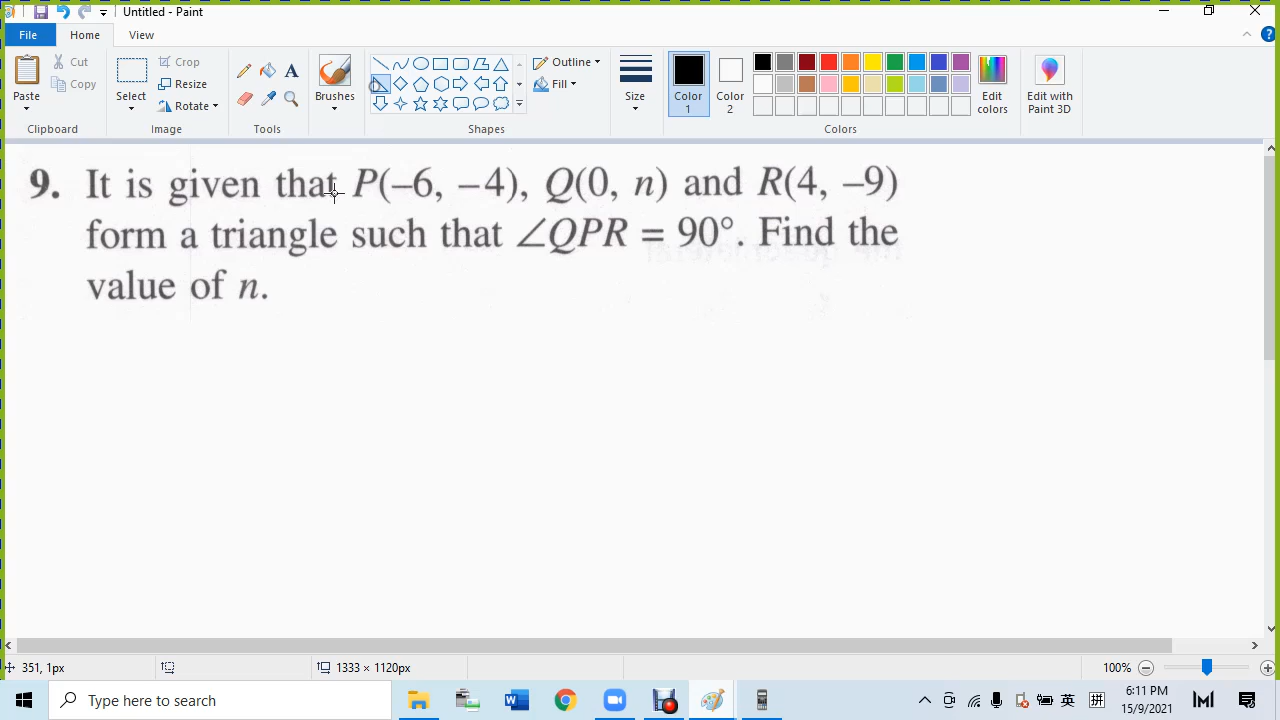 Untitled - Paint
File Home View
Paste Cut Copy Clipboard
Select Crop Resize Rotate Image
Tools
Brushes
Shapes
Outline Fill
Size
Color 1
Color 2
Edit colors
Colors
Edit with Paint 3D
9. It is given that P(–6, –4), Q(0, n) and R(4, –9)
form a triangle such that ∠QPR = 90°. Find the
value of n.
351, 1px 1333 × 1120px 100%
Type here to search
英 拼
6:11 PM
15/9/2021